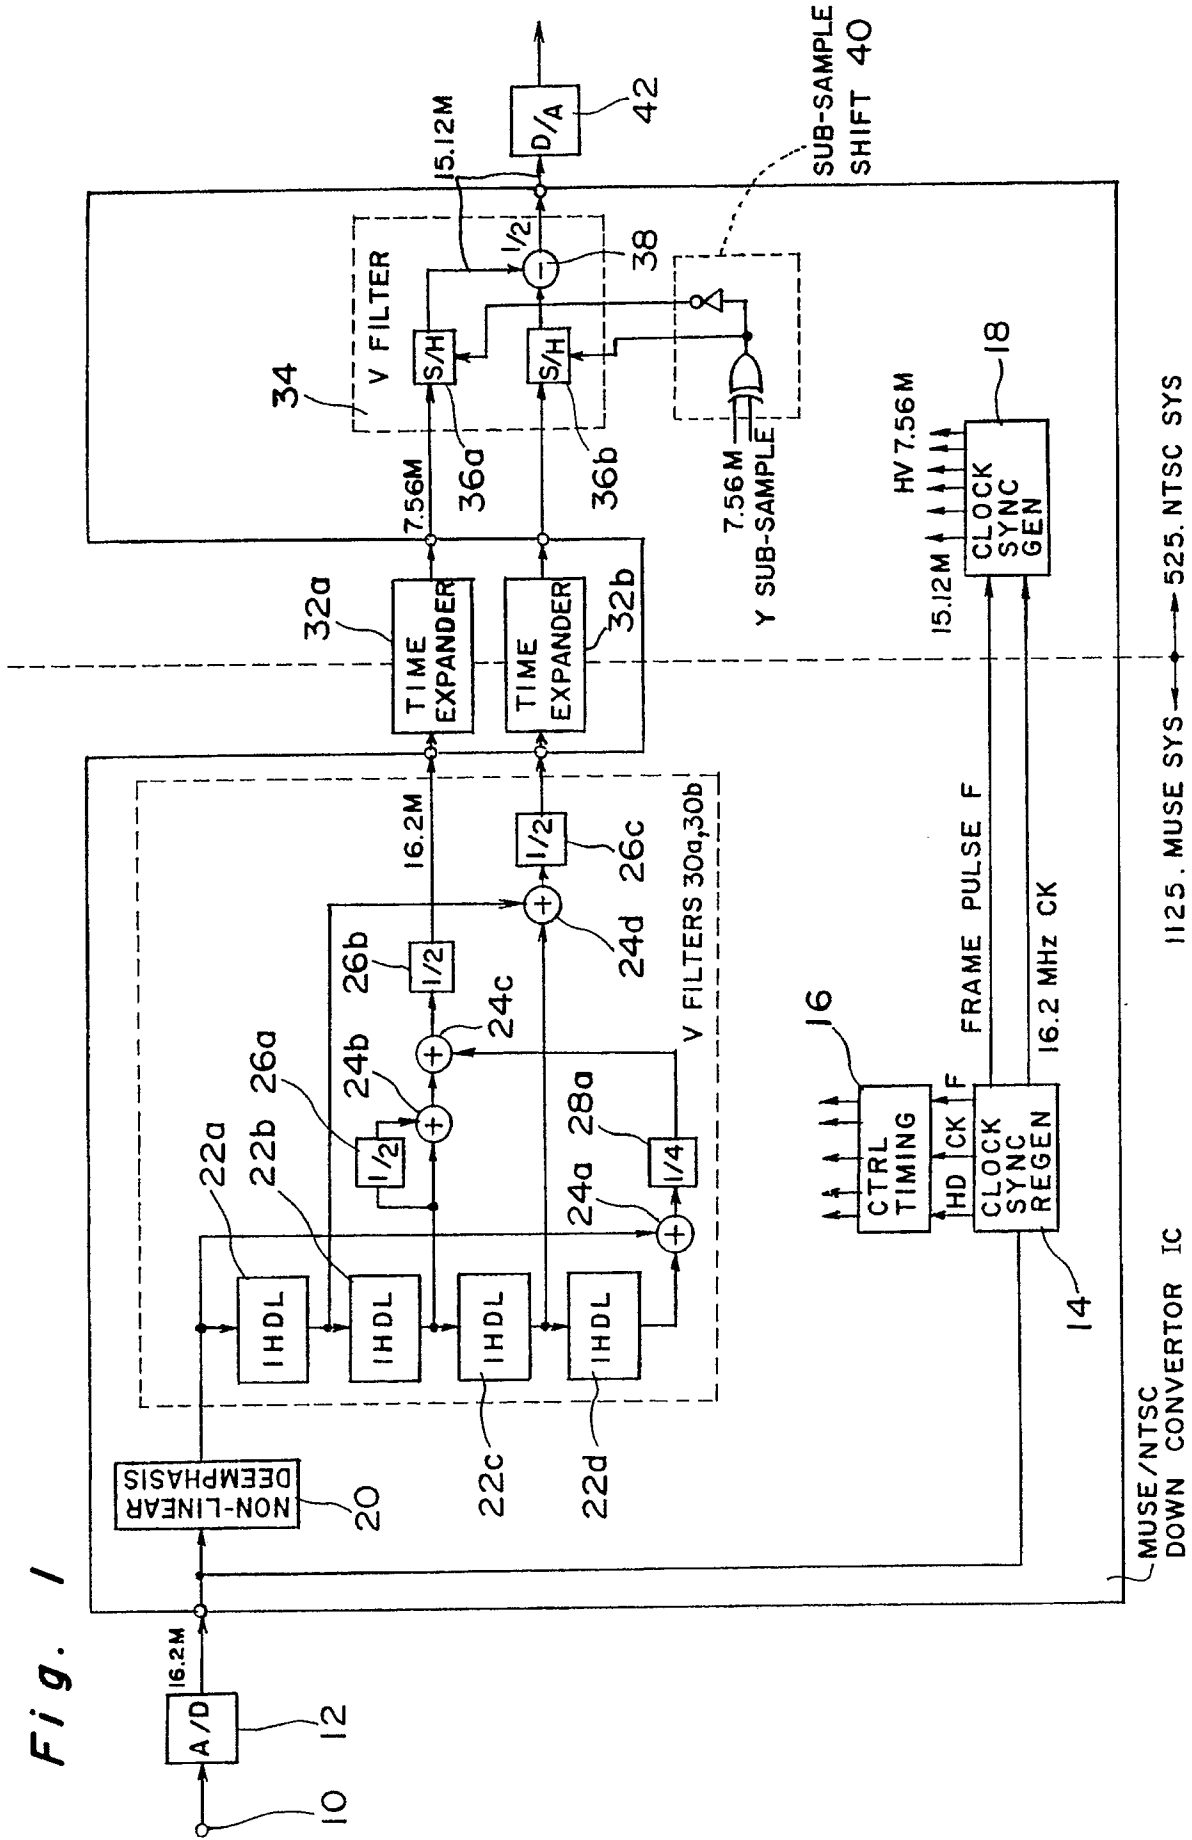 Fig. 1
10
A/D
12
16.2M
NON-LINEAR
DEEMPHASIS
20
1HDL
22a
1HDL
22b
1HDL
22c
1HDL
22d
1/2
26a
+
24b
+
24c
1/2
26b
+
24a
1/4
28a
+
24d
1/2
26c
16.2M
V FILTERS 30a,30b
TIME
EXPANDER
32a
TIME
EXPANDER
32b
7.56M
34
V FILTER
S/H
36a
S/H
36b
1/2
−
38
15.12M
D/A
42
7.56M
Y SUB-SAMPLE
SUB-SAMPLE
SHIFT 40
CLOCK
SYNC
REGEN
14
HD CK F
CTRL
TIMING
16
FRAME PULSE F
16.2 MHz CK
CLOCK
SYNC
GEN
18
15.12M
HV 7.56M
MUSE/NTSC
DOWN CONVERTOR IC
1125. MUSE SYS
525. NTSC SYS